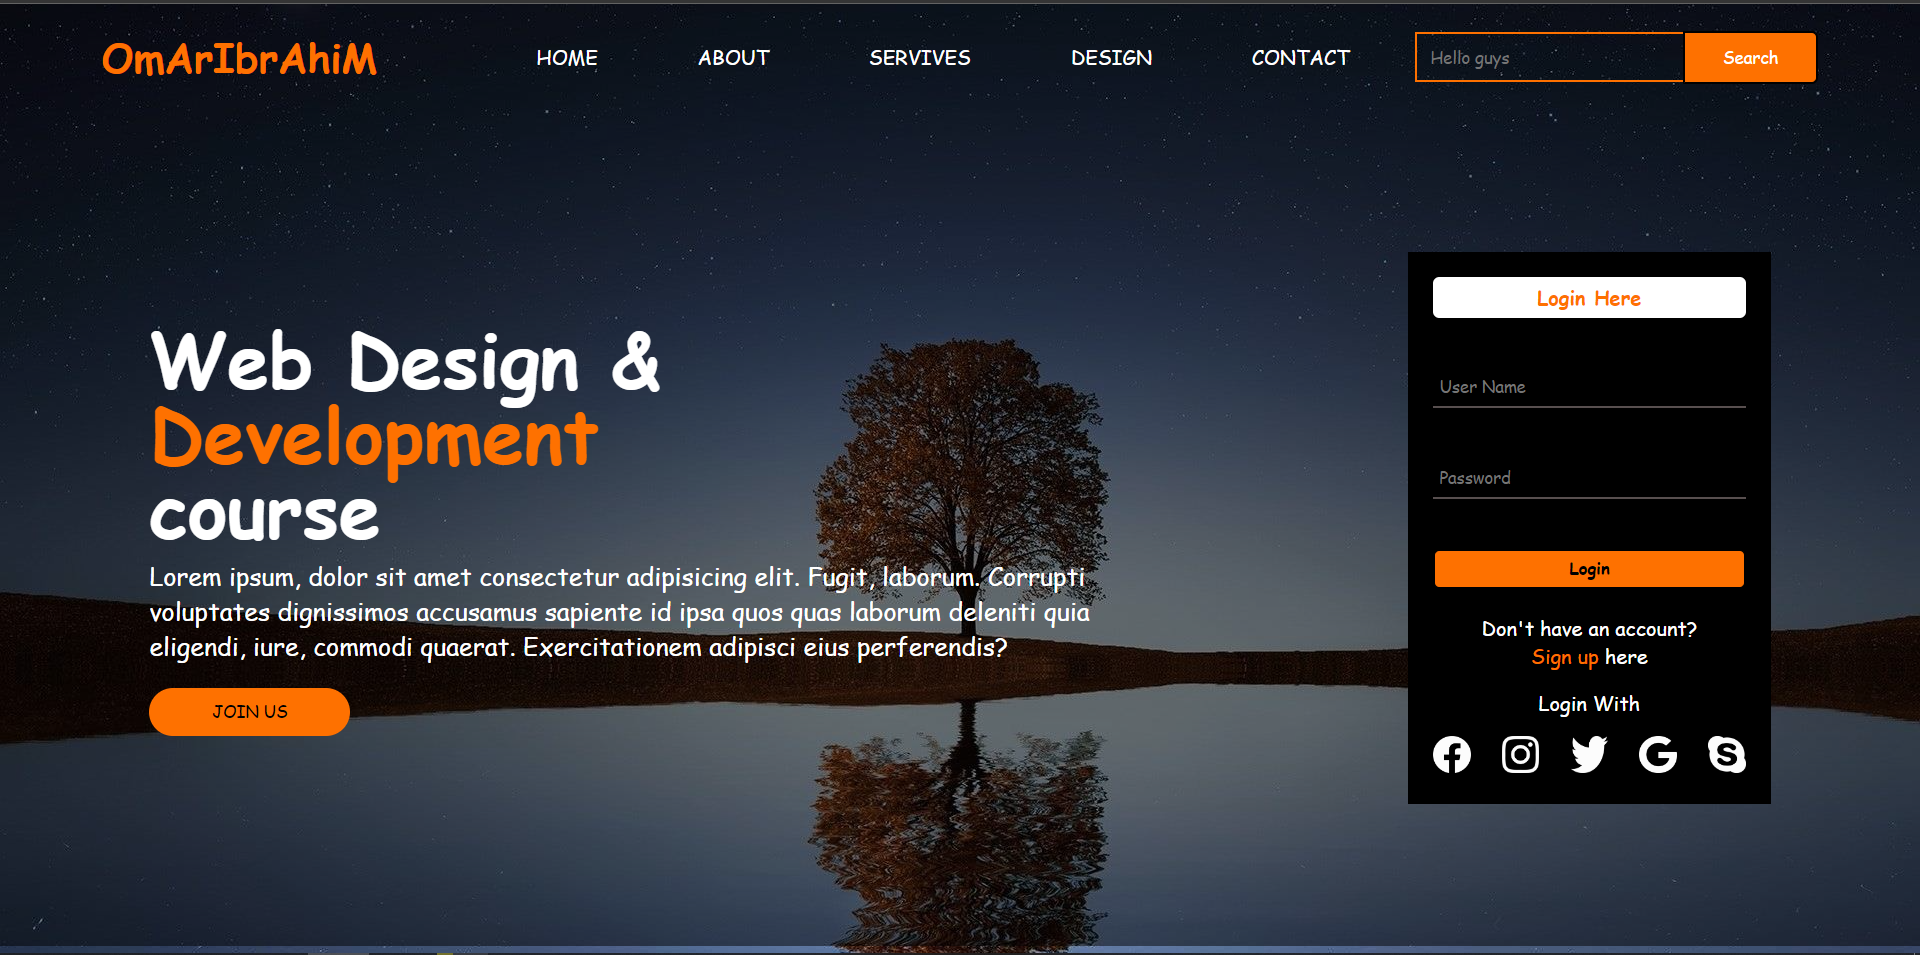 OmArIbrAhiM
HOME ABOUT SERVIVES DESIGN CONTACT Hello guys Search
Web Design &
Development
course
Lorem ipsum, dolor sit amet consectetur adipisicing elit. Fugit, laborum. Corrupti
voluptates dignissimos accusamus sapiente id ipsa quos quas laborum deleniti quia
eligendi, iure, commodi quaerat. Exercitationem adipisci eius perferendis?
JOIN US
Login Here
User Name
Password
Login
Don't have an account?
Sign up here
Login With